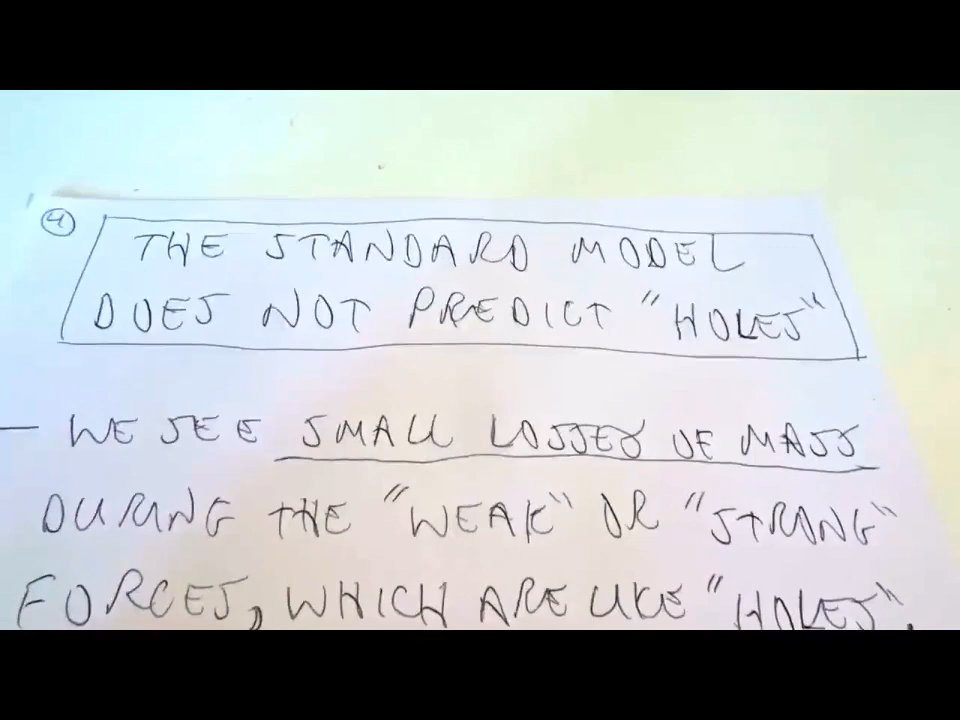 4
THE STANDARD MODEL
DOES NOT PREDICT "HOLES"
— WE SEE SMALL LOSSES OF MASS
DURING THE "WEAK" OR "STRONG"
FORCES, WHICH ARE LIKE "HOLES".